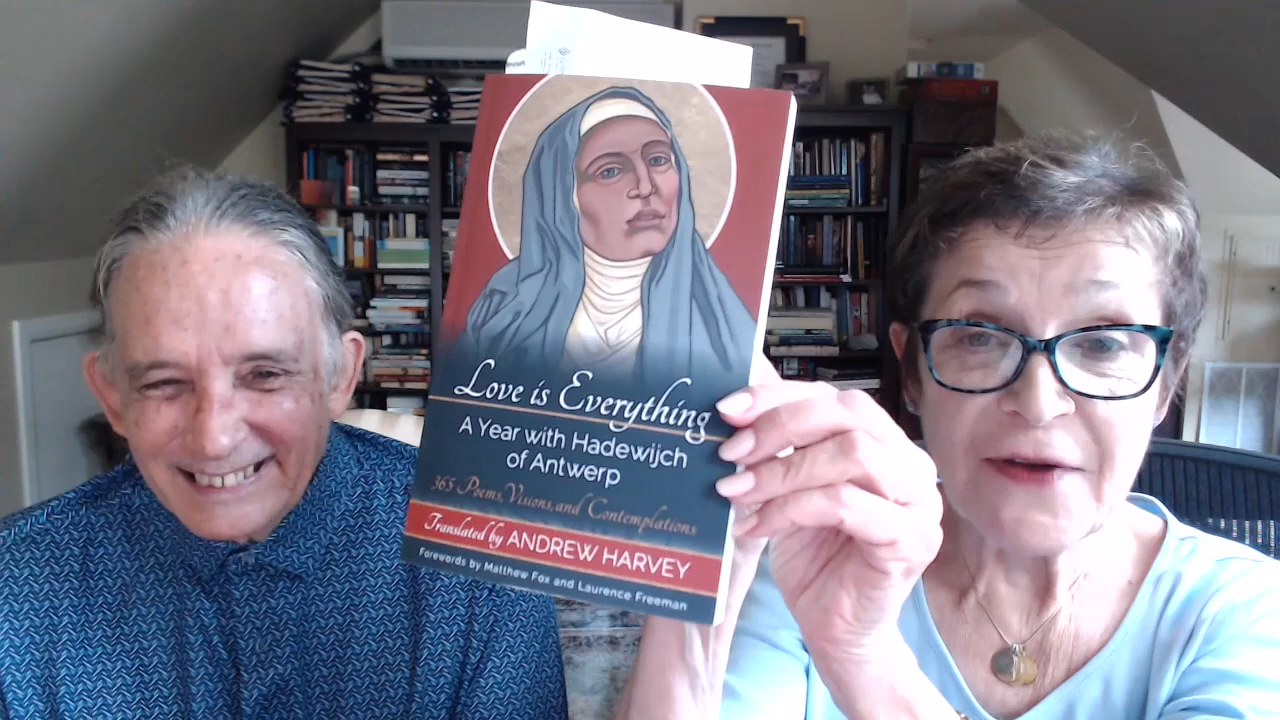 Love is Everything
A Year with Hadewijch
of Antwerp
365 Poems, Visions, and Contemplations
Translated by ANDREW HARVEY
Forewords by Matthew Fox and Laurence Freeman